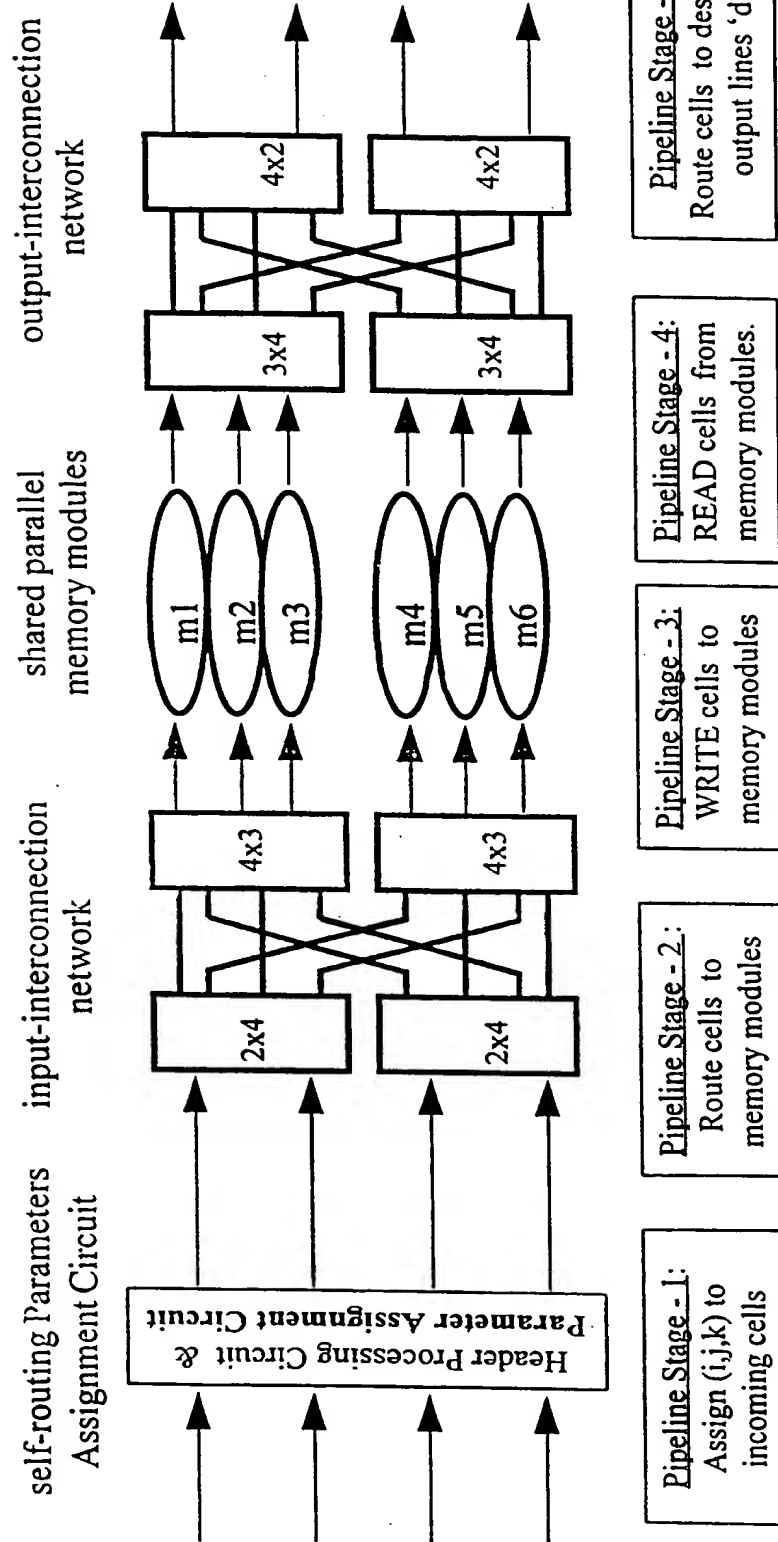 self-routing Parameters
Assignment Circuit
input-interconnection
network
shared parallel
memory modules
output-interconnection
network
Header Processing Circuit &
Parameter Assignment Circuit
2x4
2x4
4x3
4x3
m1
m2
m3
m4
m5
m6
3x4
3x4
4x2
4x2
Pipeline Stage - 1:
Assign (i,j,k) to
incoming cells
Pipeline Stage - 2 :
Route cells to
memory modules
Pipeline Stage - 3:
WRITE cells to
memory modules
Pipeline Stage - 4:
READ cells from
memory modules.
Pipeline Stage -
Route cells to des
output lines 'd